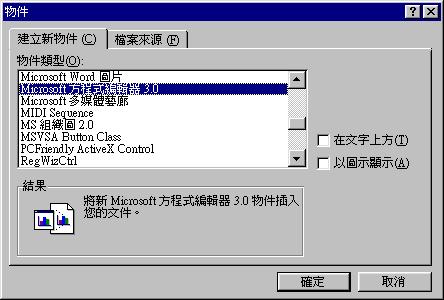 物件
建立新物件 (C)
檔案來源 (F)
物件類型(O):
Microsoft Word 圖片
Microsoft 方程式編輯器 3.0
Microsoft 多媒體藝廊
MIDI Sequence
MS 組織圖 2.0
MSVSA Button Class
PCFriendly ActiveX Control
RegWizCtrl
在文字上方(T)
以圖示顯示(A)
結果
將新 Microsoft 方程式編輯器 3.0 物件插入
您的文件。
確定
取消